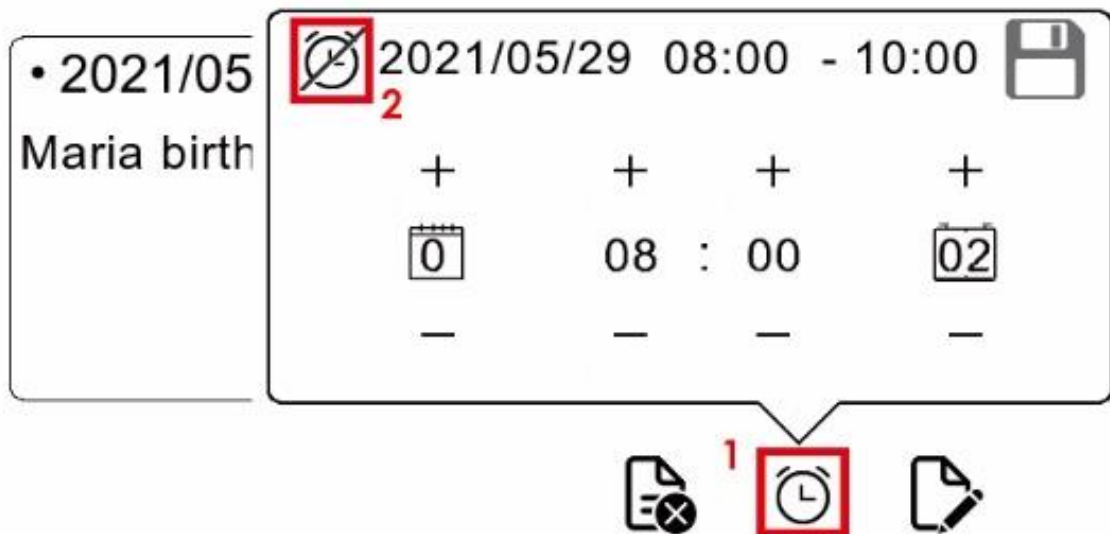 • 2021/05
Maria birth
2021/05/29 08:00 - 10:00
2
+ + + +
0 08 : 00 02
− − − −
1